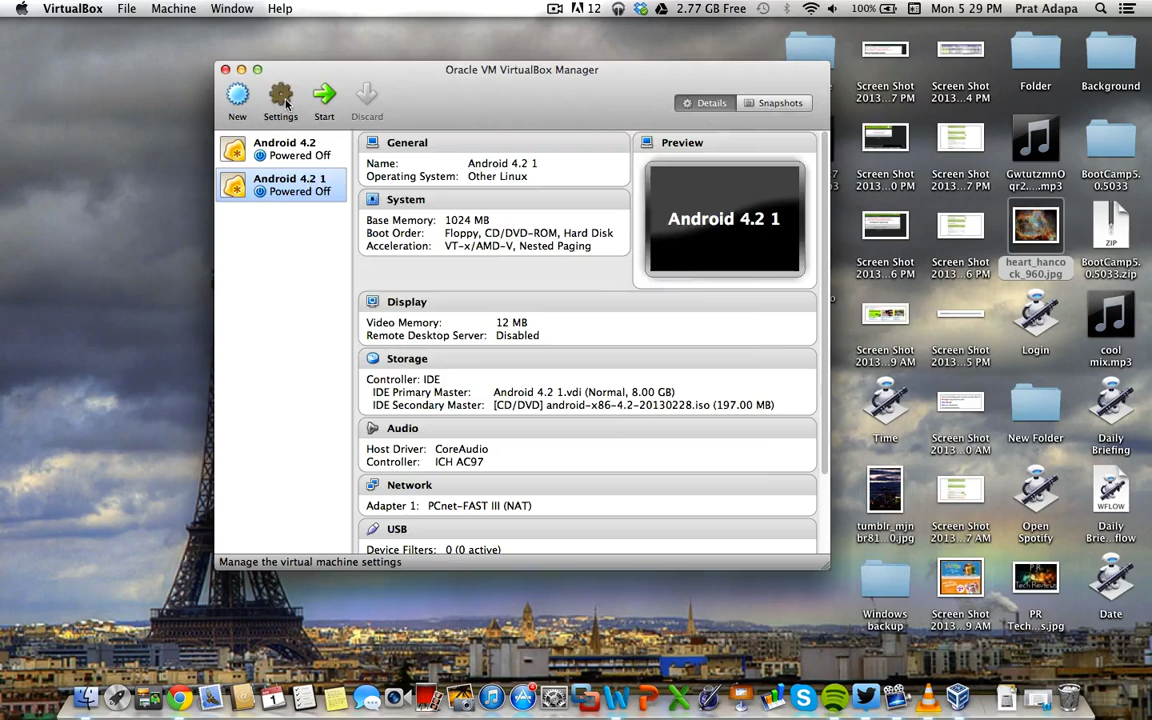 VirtualBox File Machine Window Help 12 2.77 GB Free 100% Mon 5 29 PM Prat Adapa
Oracle VM VirtualBox Manager
New Settings Start Discard Details Snapshots
Android 4.2
Powered Off
Android 4.2 1
Powered Off
General
Name: Android 4.2 1
Operating System: Other Linux
System
Base Memory: 1024 MB
Boot Order: Floppy, CD/DVD-ROM, Hard Disk
Acceleration: VT-x/AMD-V, Nested Paging
Preview
Android 4.2 1
Display
Video Memory: 12 MB
Remote Desktop Server: Disabled
Storage
Controller: IDE
IDE Primary Master: Android 4.2 1.vdi (Normal, 8.00 GB)
IDE Secondary Master: [CD/DVD] android-x86-4.2-20130228.iso (197.00 MB)
Audio
Host Driver: CoreAudio
Controller: ICH AC97
Network
Adapter 1: PCnet-FAST III (NAT)
USB
Device Filters: 0 (0 active)
Manage the virtual machine settings
Screen Shot
2013...7 PM
Screen Shot
2013...4 PM
Folder
Background
Screen Shot
2013...0 PM
Screen Shot
2013...7 PM
GwtutzmnO
qr2....mp3
BootCamp5
.0.5033
Screen Shot
2013...6 PM
Screen Shot
2013...6 PM
heart_hanco
ck_960.jpg
ZIP
BootCamp5.
0.5033.zip
Screen Shot
2013...9 AM
Screen Shot
2013...5 PM
Login
cool
mix.mp3
Time
Screen Shot
2013...0 AM
New Folder
Daily
Briefing
tumblr_mjn
br81...0.jpg
Screen Shot
2013...7 AM
Open
Spotify
WFLOW
Daily
Brie...flow
Windows
backup
Screen Shot
2013...9 AM
PR
Tech...s.jpg
Date